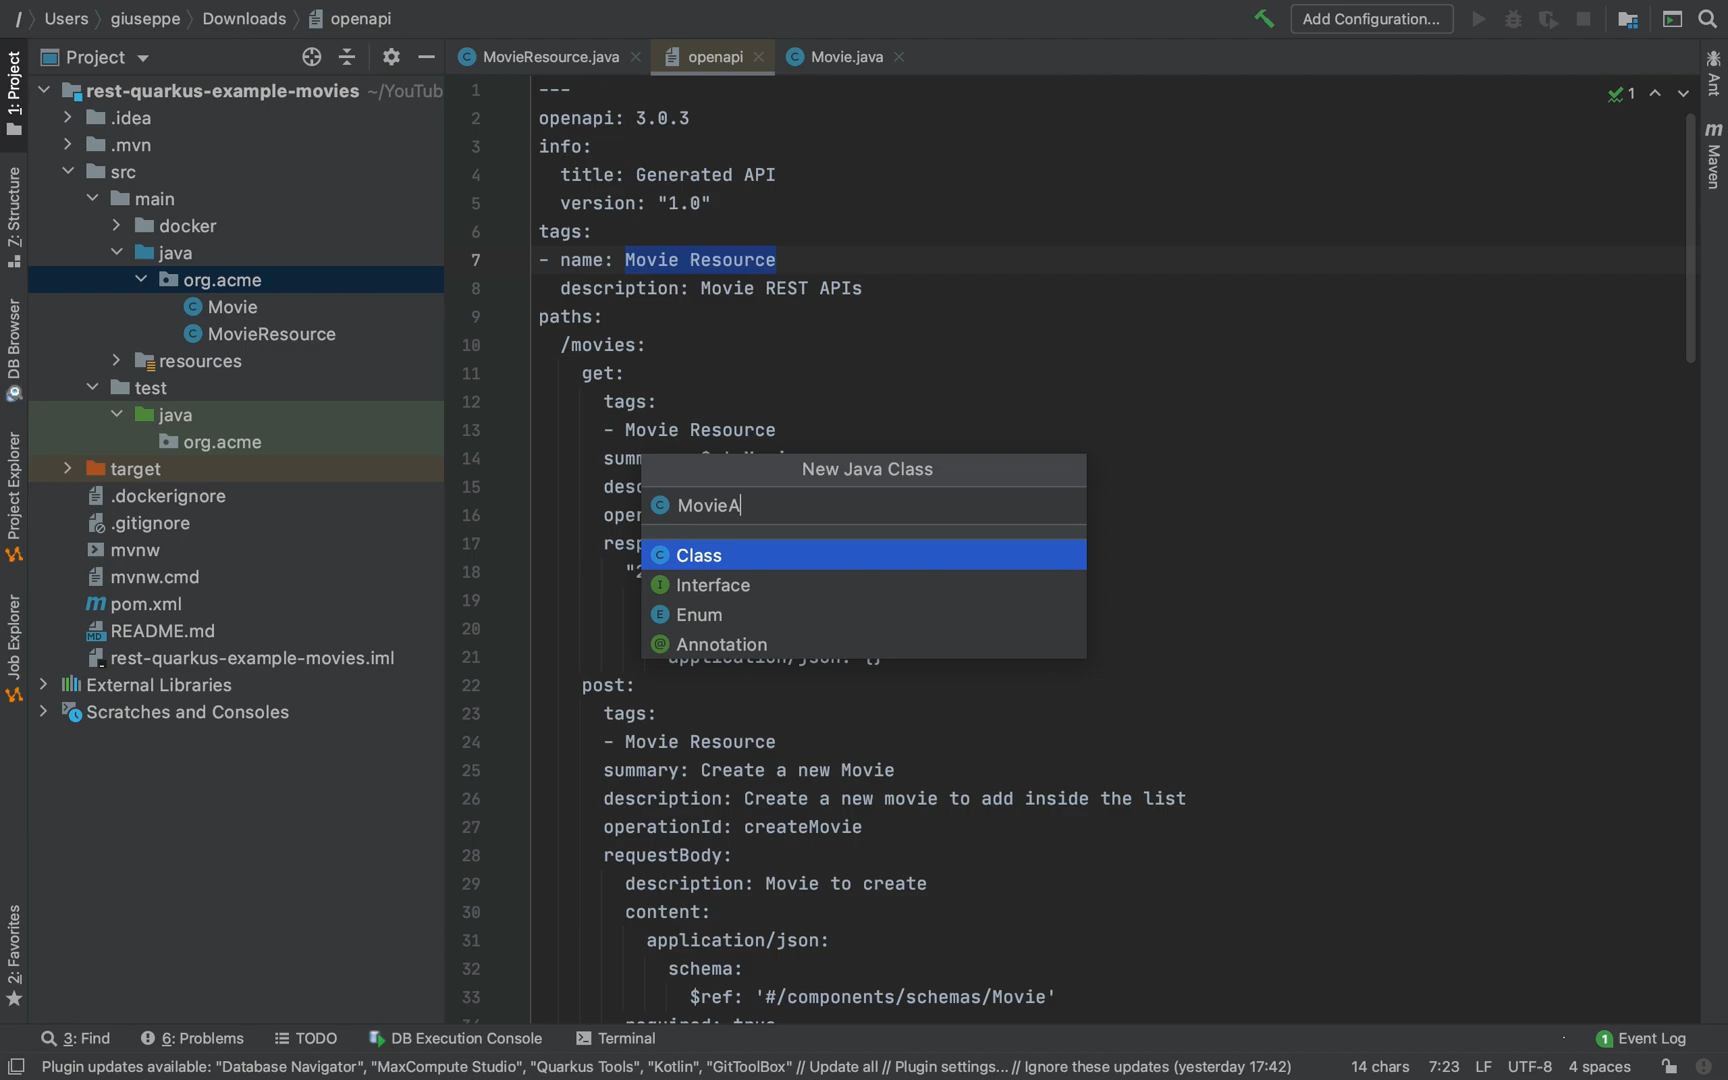 / Users giuseppe Downloads openapi
Add Configuration...
1: Project
7: Structure
DB Browser
Project Explorer
Job Explorer
2: Favorites
Project
rest-quarkus-example-movies ~/YouTub
.idea
.mvn
src
main
docker
java
org.acme
Movie
MovieResource
resources
test
java
org.acme
target
.dockerignore
.gitignore
mvnw
mvnw.cmd
pom.xml
README.md
rest-quarkus-example-movies.iml
External Libraries
Scratches and Consoles
MovieResource.java openapi Movie.java
1
1 ---
2 openapi: 3.0.3
3 info:
4 title: Generated API
5 version: "1.0"
6 tags:
7 - name: Movie Resource
8 description: Movie REST APIs
9 paths:
10 /movies:
11 get:
12 tags:
13 - Movie Resource
14 summ
15 desc
16 oper
17 resp
18 "2
19
20
21 application/json: {}
22 post:
23 tags:
24 - Movie Resource
25 summary: Create a new Movie
26 description: Create a new movie to add inside the list
27 operationId: createMovie
28 requestBody:
29 description: Movie to create
30 content:
31 application/json:
32 schema:
33 $ref: '#/components/schemas/Movie'
required: true
New Java Class
MovieA
Class
Interface
Enum
Annotation
Ant
Maven
3: Find 6: Problems TODO DB Execution Console Terminal 1 Event Log
Plugin updates available: "Database Navigator", "MaxCompute Studio", "Quarkus Tools", "Kotlin", "GitToolBox" // Update all // Plugin settings... // Ignore these updates (yesterday 17:42) 14 chars 7:23 LF UTF-8 4 spaces